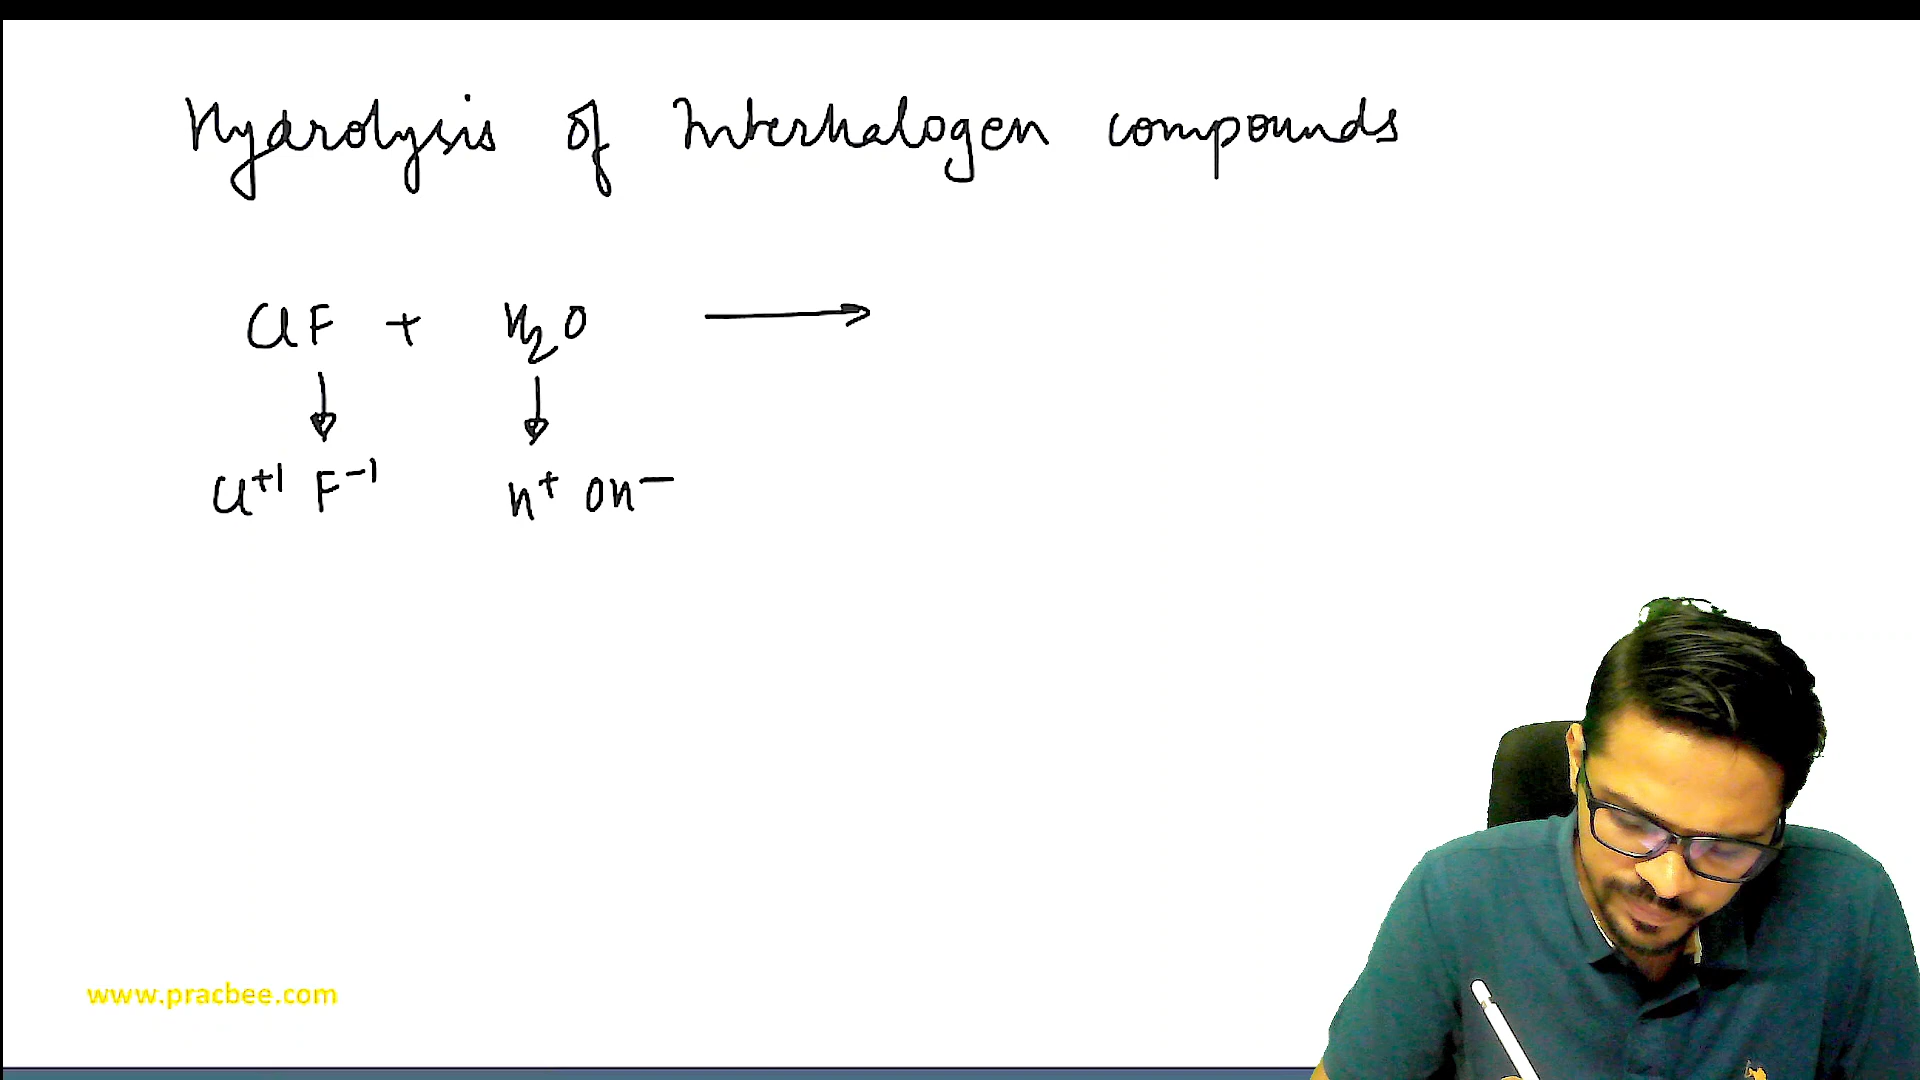 Hydrolysis of Interhalogen compounds
ClF + H₂O ⟶
↓ ↓
Cl⁺¹ F⁻¹ H⁺ OH⁻
www.pracbee.com